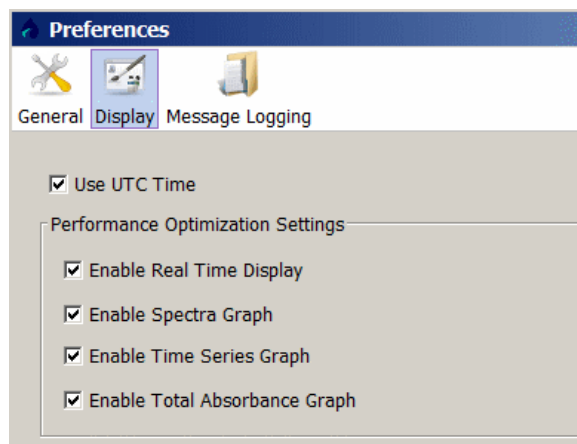 Preferences
General Display Message Logging
Use UTC Time
Performance Optimization Settings
Enable Real Time Display
Enable Spectra Graph
Enable Time Series Graph
Enable Total Absorbance Graph